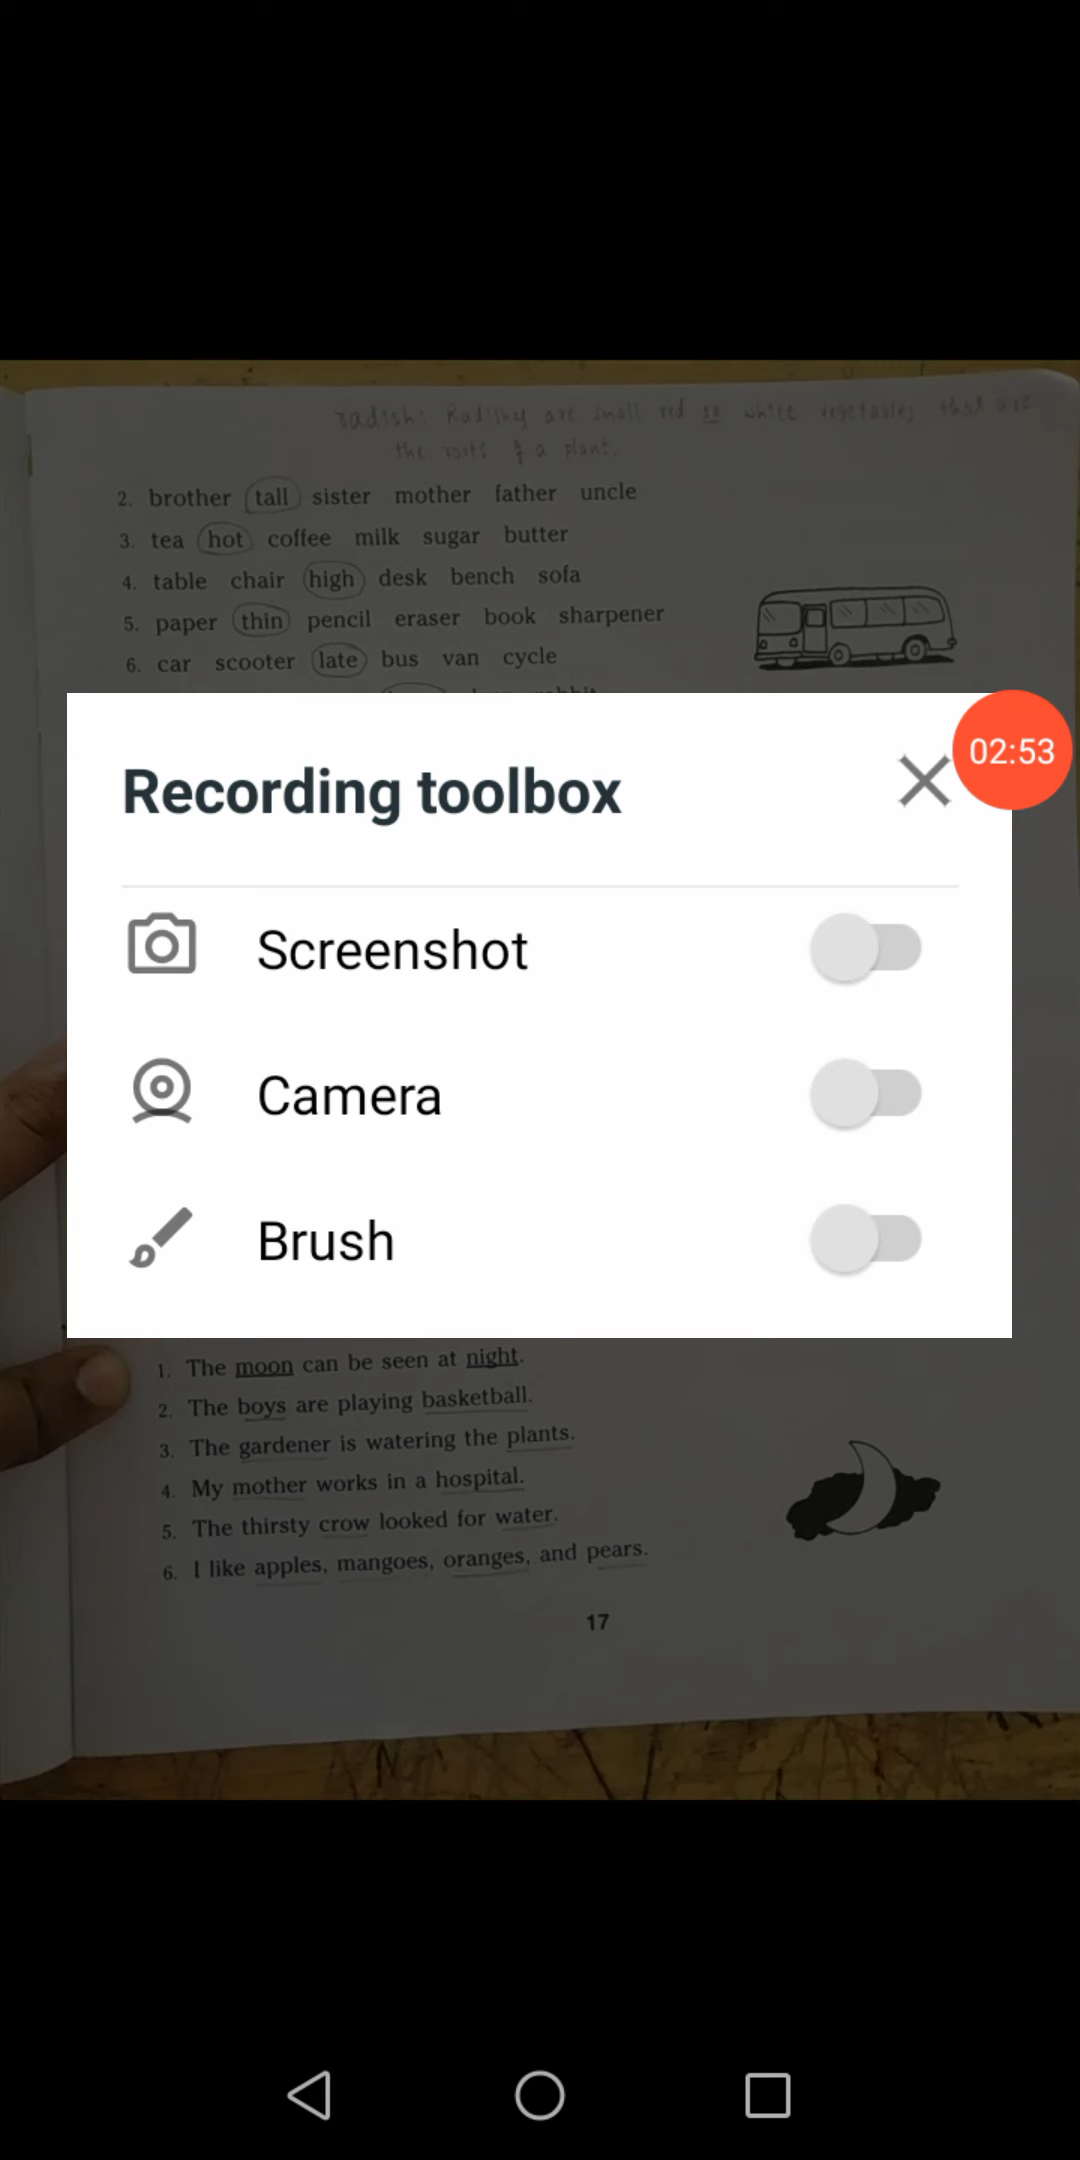 radish: Radishy are small red or white vegetables that are
the roots of a plant.
2. brother tall sister mother father uncle
3. tea hot coffee milk sugar butter
4. table chair high desk bench sofa
5. paper thin pencil eraser book sharpener
6. car scooter late bus van cycle
rabbit
02:53
Recording toolbox
Screenshot
Camera
Brush
1. The moon can be seen at night.
2. The boys are playing basketball.
3. The gardener is watering the plants.
4. My mother works in a hospital.
5. The thirsty crow looked for water.
6. I like apples, mangoes, oranges, and pears.
17